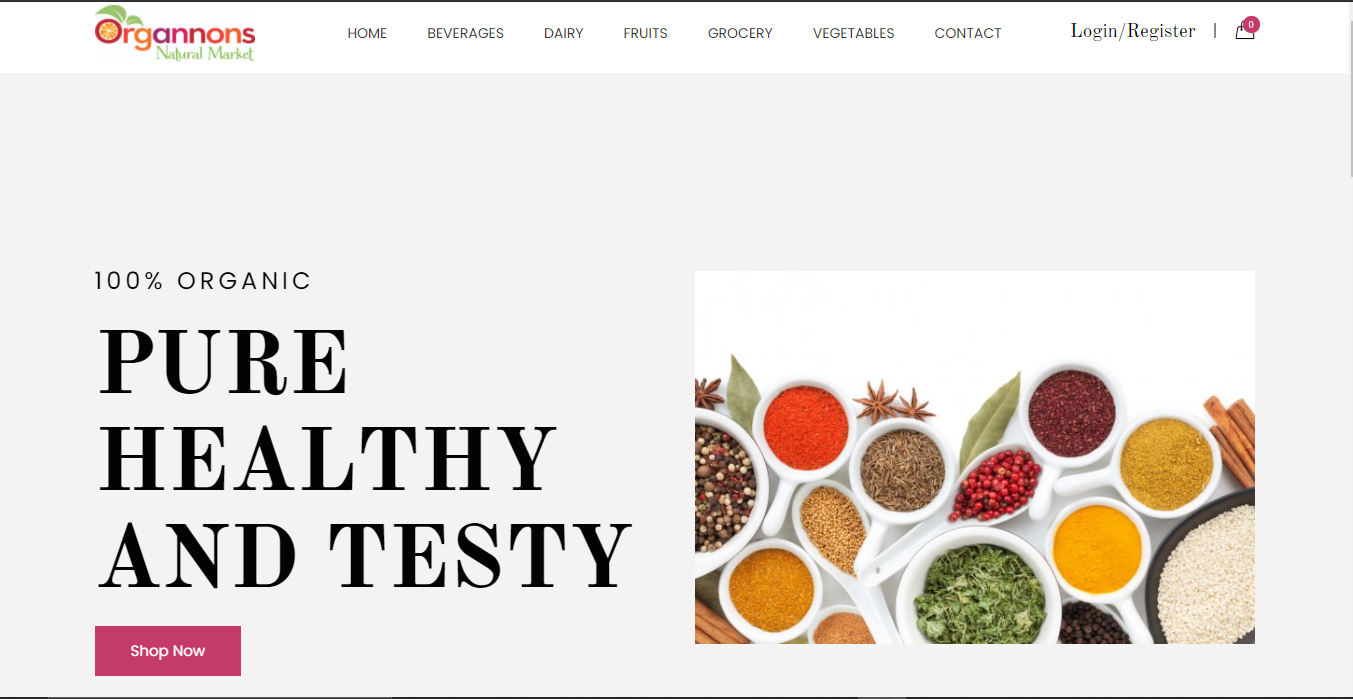 Organnons
Natural Market
HOME BEVERAGES DAIRY FRUITS GROCERY VEGETABLES CONTACT Login/Register | 0
100% ORGANIC
PURE
HEALTHY
AND TESTY
Shop Now